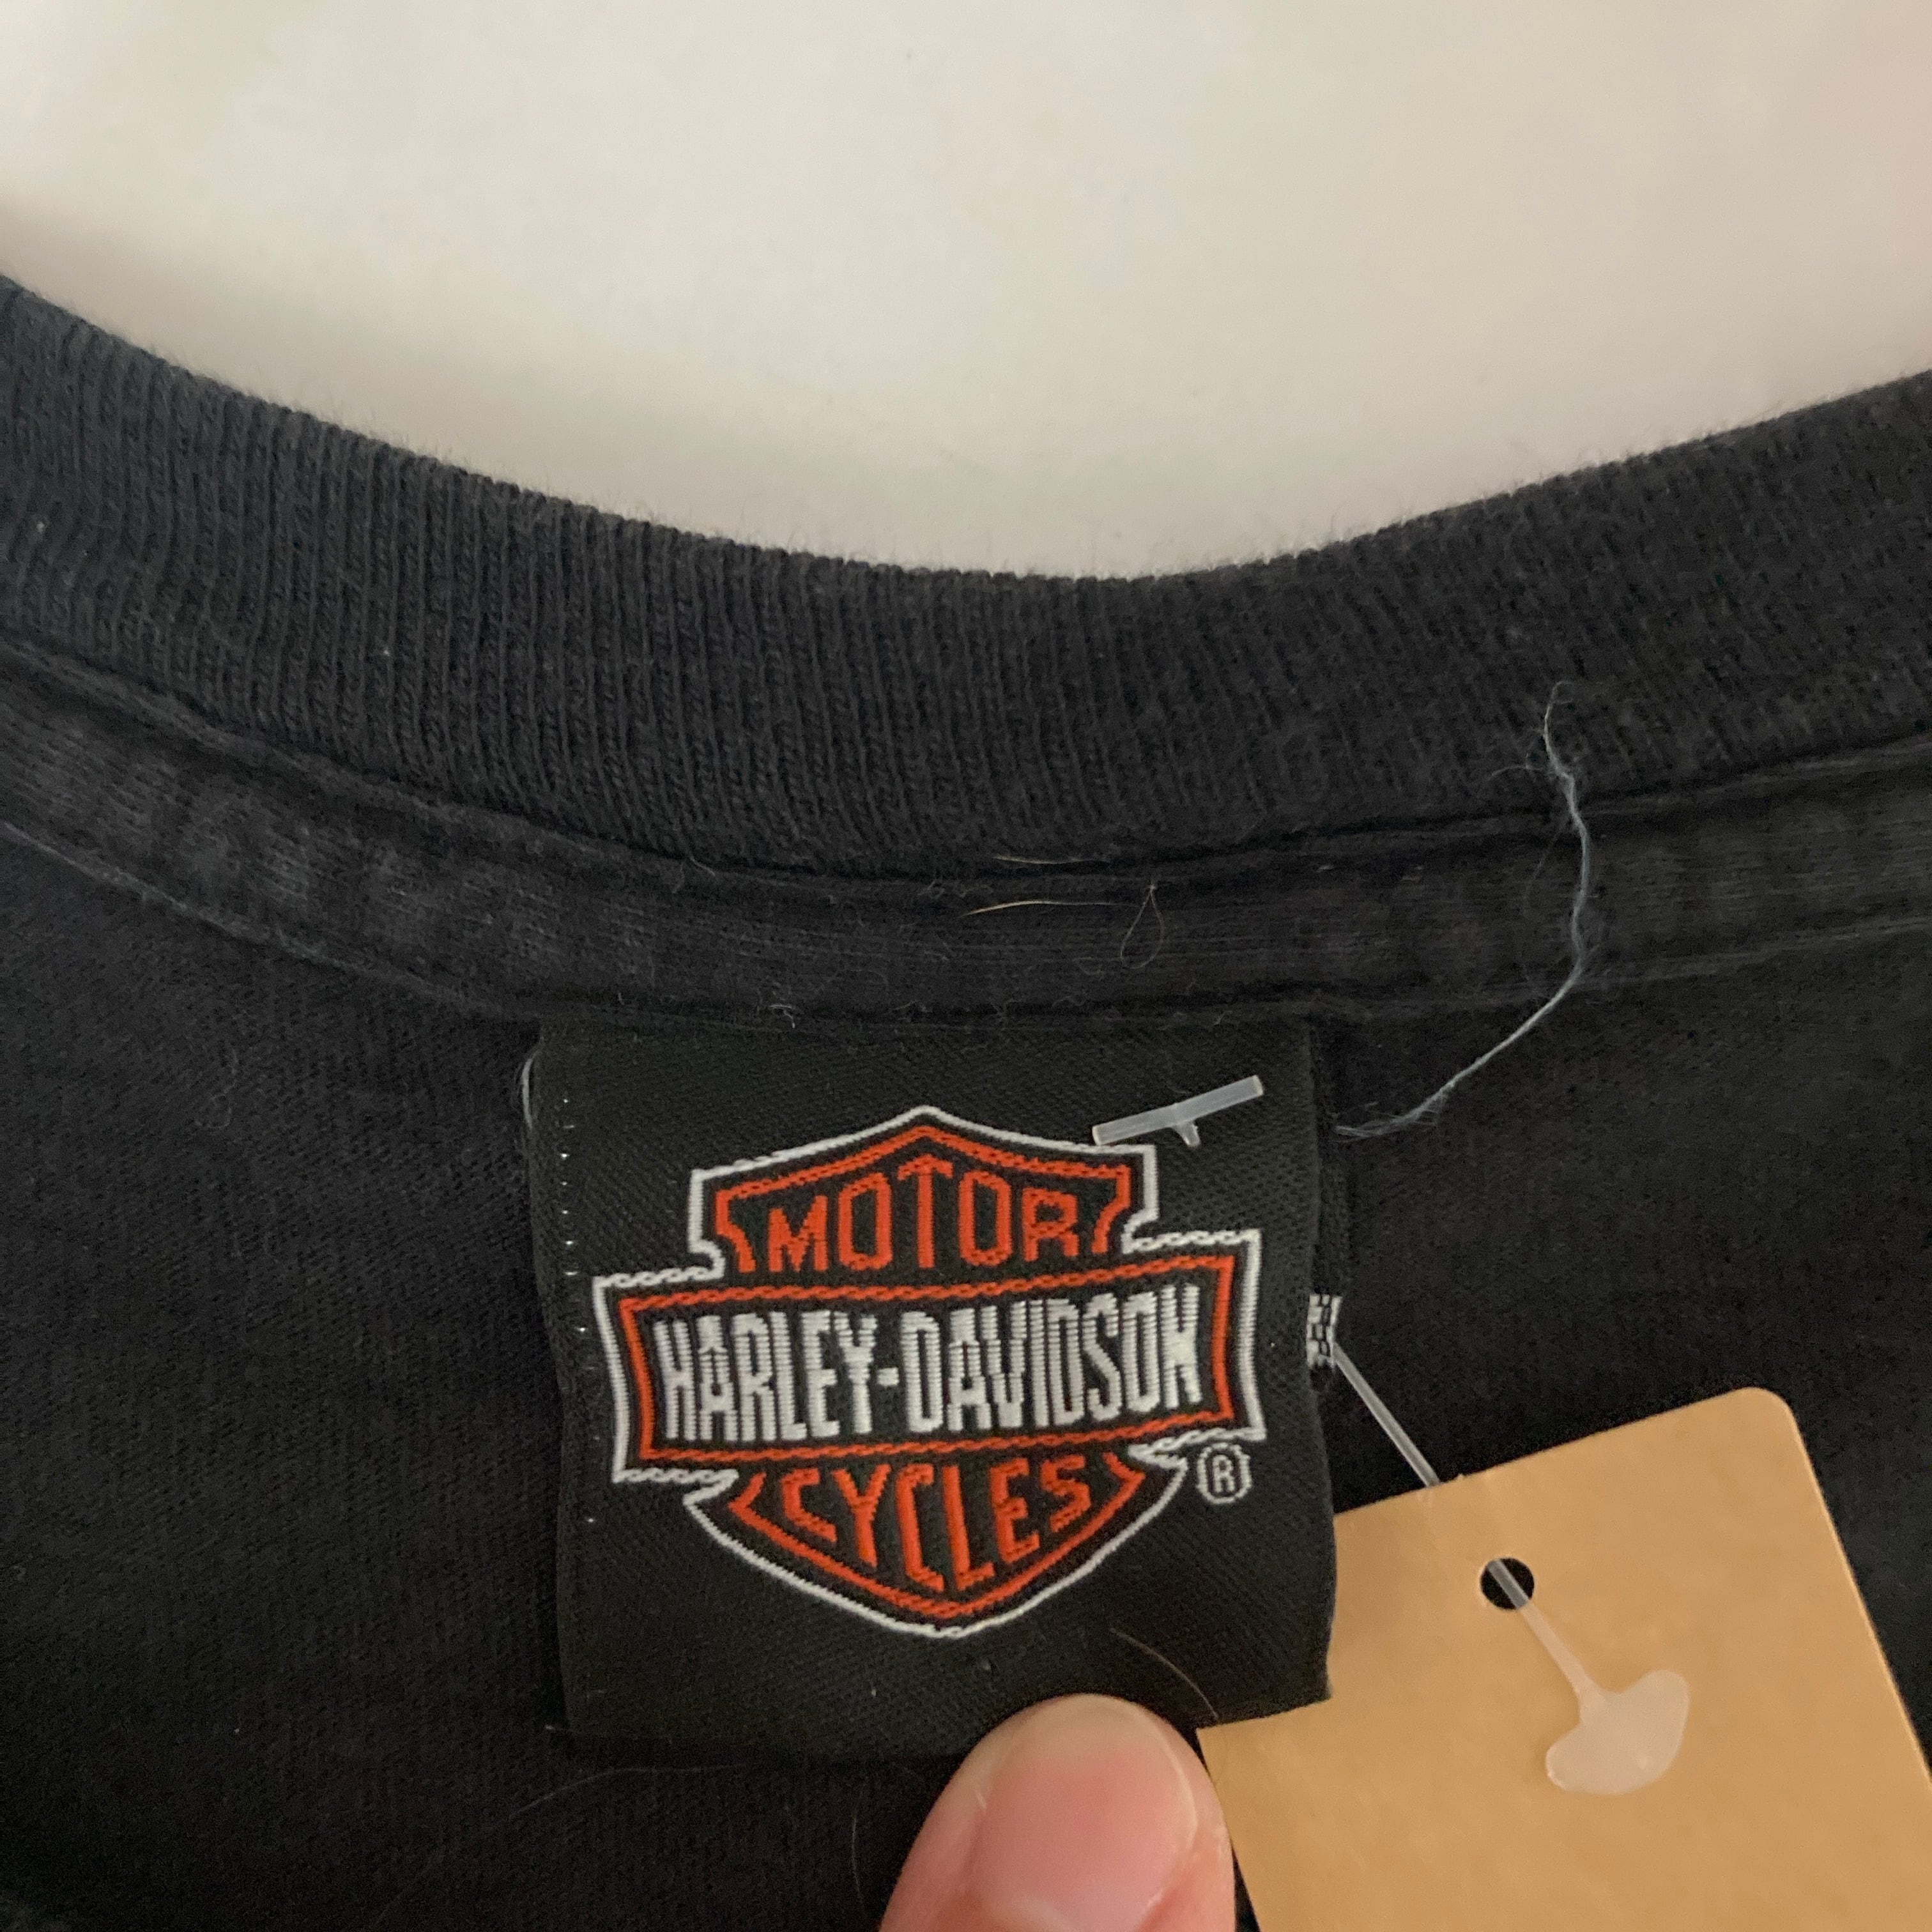 MOTOR
HARLEY-DAVIDSON
CYCLES
®